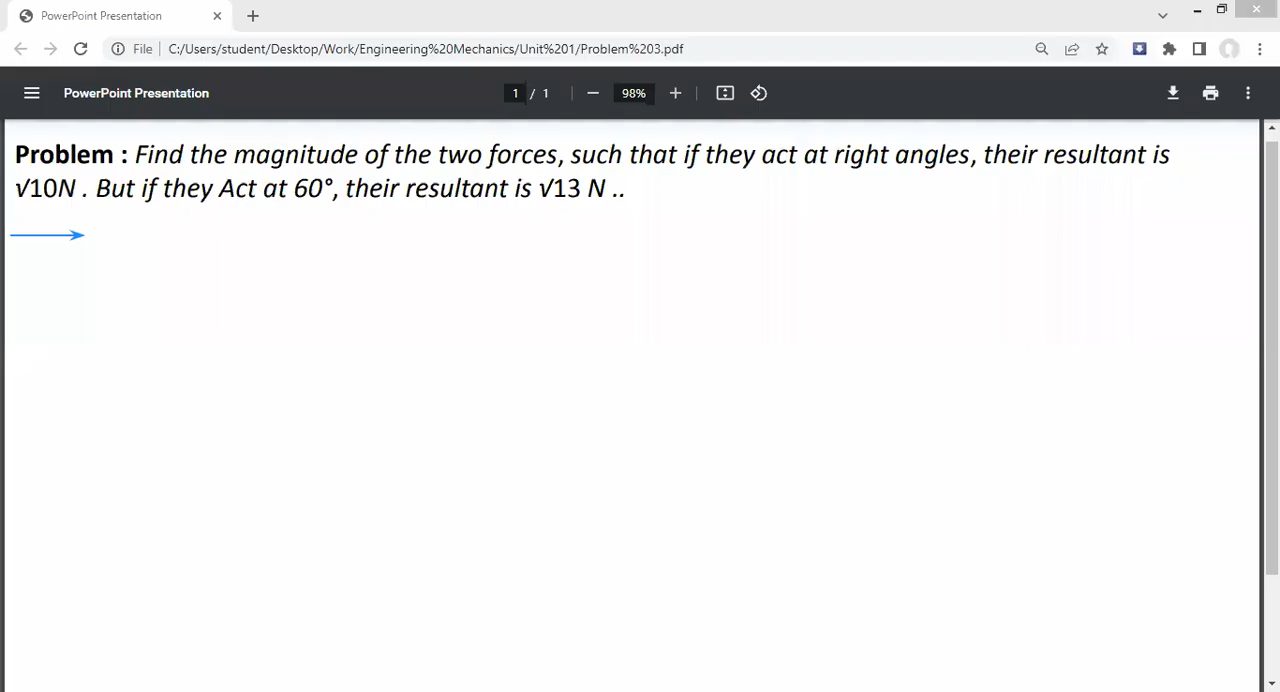 PowerPoint Presentation
File
C:/Users/student/Desktop/Work/Engineering%20Mechanics/Unit%201/Problem%203.pdf
PowerPoint Presentation
1 / 1
98%
Problem : Find the magnitude of the two forces, such that if they act at right angles, their resultant is
√10N . But if they Act at 60°, their resultant is √13 N ..